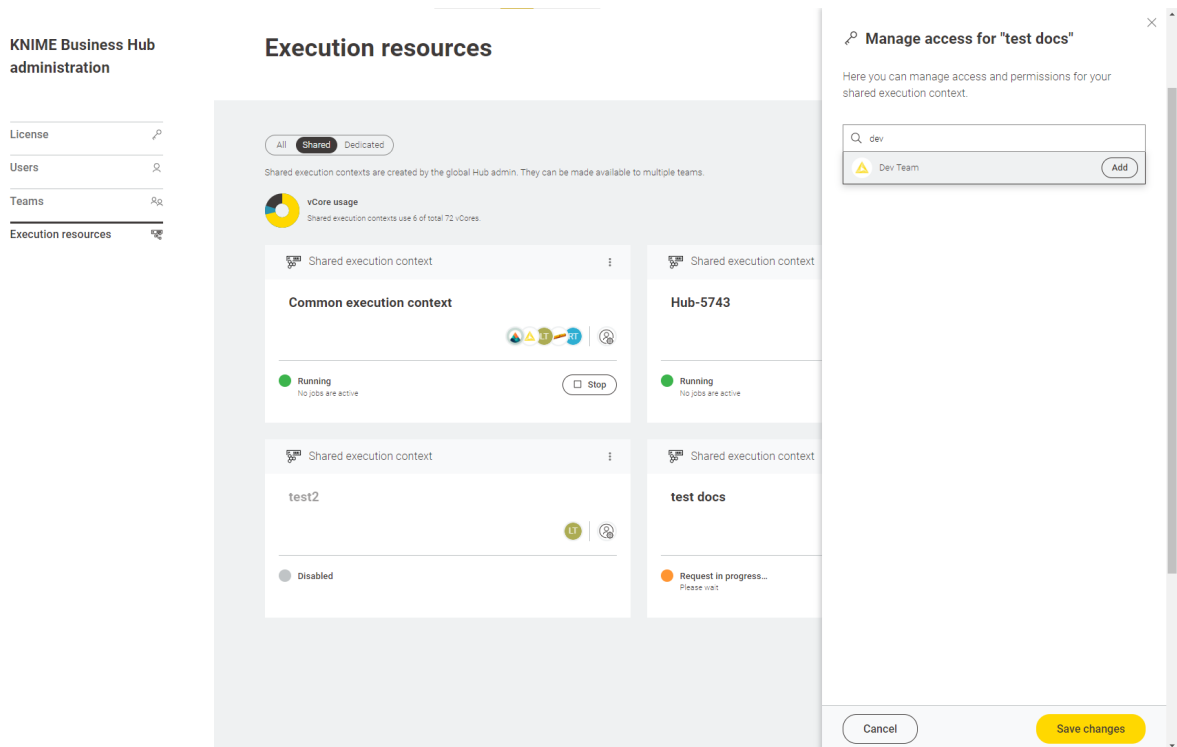 KNIME Business Hub
administration
License
Users
Teams
Execution resources
Execution resources
All Shared Dedicated
Shared execution contexts are created by the global Hub admin. They can be made available to multiple teams.
vCore usage
Shared execution contexts use 6 of total 72 vCores.
Shared execution context
Common execution context
LT RT
Running
No jobs are active
Stop
Shared execution context
Hub-5743
Running
No jobs are active
Shared execution context
test2
LT
Disabled
Shared execution context
test docs
Request in progress...
Please wait
Manage access for "test docs"
Here you can manage access and permissions for your
shared execution context.
dev
Dev Team Add
Cancel Save changes